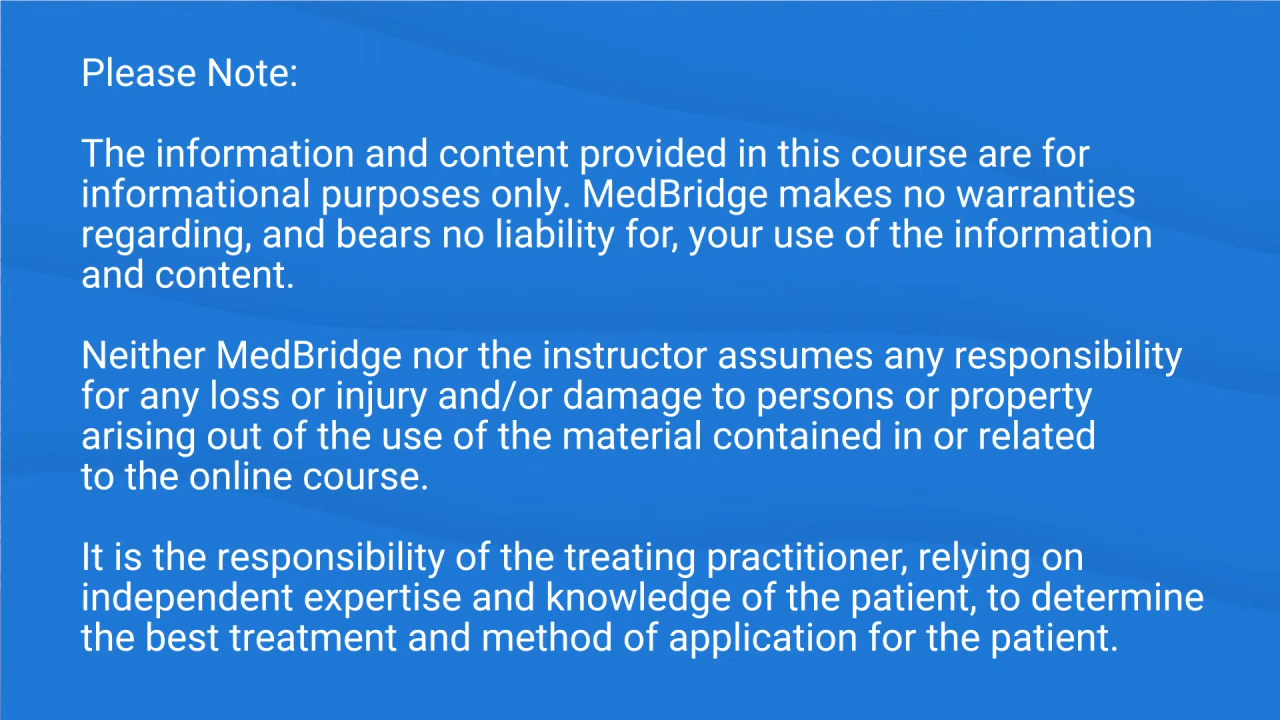 Please Note:
The information and content provided in this course are for
informational purposes only. MedBridge makes no warranties
regarding, and bears no liability for, your use of the information
and content.
Neither MedBridge nor the instructor assumes any responsibility
for any loss or injury and/or damage to persons or property
arising out of the use of the material contained in or related
to the online course.
It is the responsibility of the treating practitioner, relying on
independent expertise and knowledge of the patient, to determine
the best treatment and method of application for the patient.